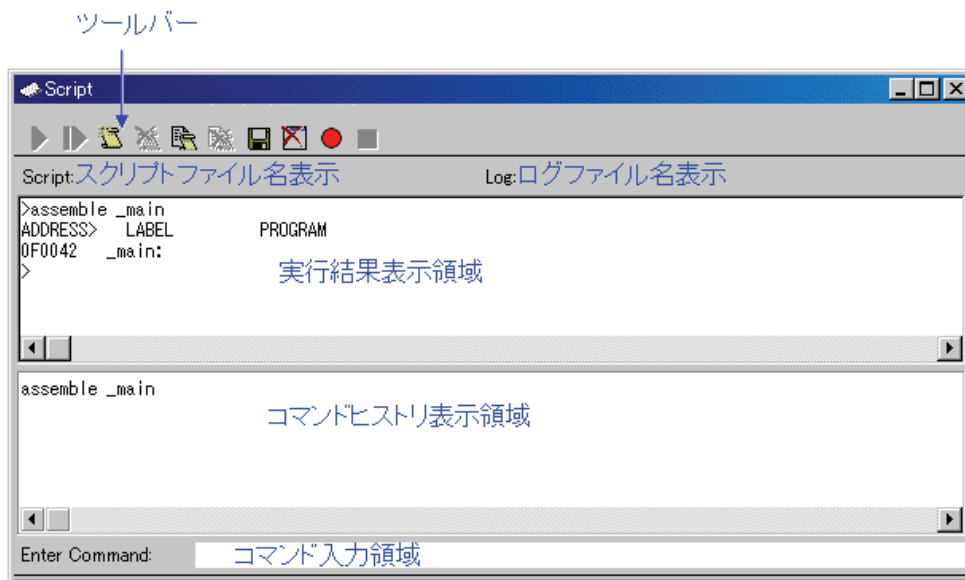 ツールバー
Script
Script:スクリプトファイル名表示 Log:ログファイル名表示
>assemble _main
ADDRESS> LABEL PROGRAM
0F0042 _main:
> 実行結果表示領域
assemble _main
コマンドヒストリ表示領域
Enter Command: コマンド入力領域